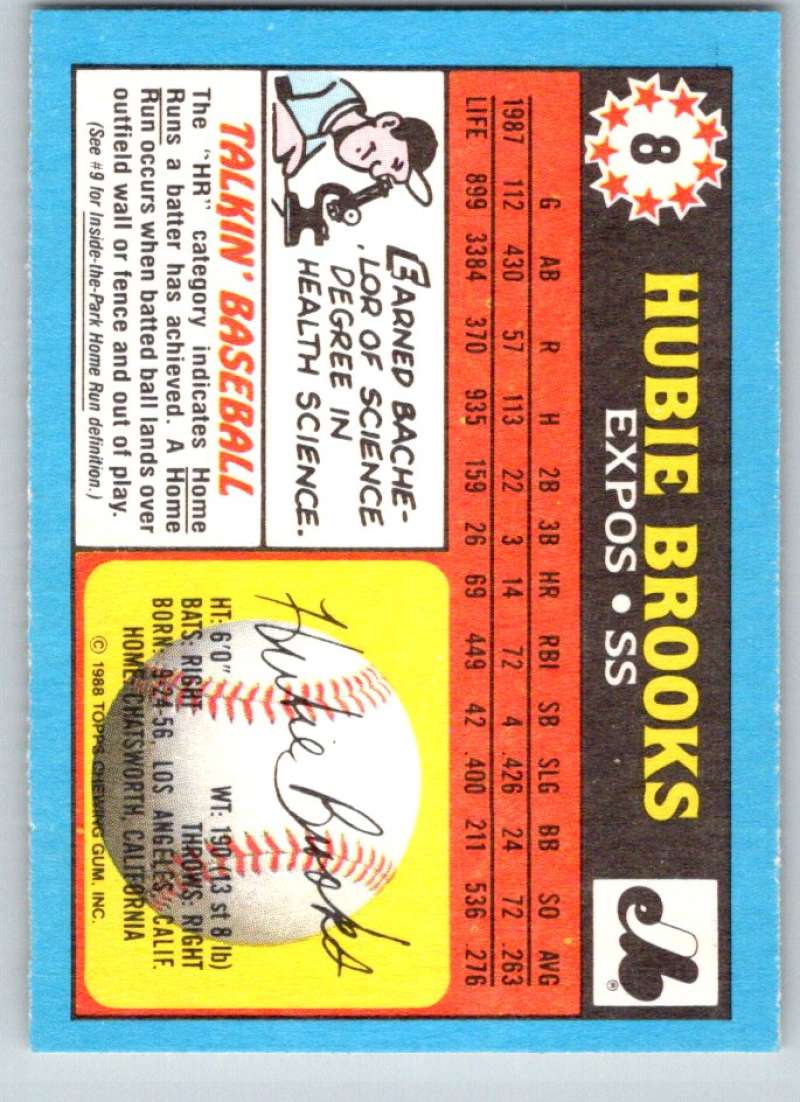 8
HUBIE BROOKS
EXPOS • SS
G AB R H 2B 3B HR RBI SB SLG BB SO AVG
1987 112 430 57 113 22 3 14 72 4 .426 24 72 .263
LIFE 899 3384 370 935 159 26 69 449 42 .400 211 536 .276
EARNED BACHE-
LOR OF SCIENCE
DEGREE IN
HEALTH SCIENCE.
TALKIN' BASEBALL
The "HR" category indicates Home
Runs a batter has achieved. A Home
Run occurs when batted ball lands over
outfield wall or fence and out of play.
(See #9 for Inside-the-Park Home Run definition.)
Hubie Brooks
HT: 6'0" WT: 190 (13 st 8 lb)
BATS: RIGHT THROWS: RIGHT
BORN: 9-24-56, LOS ANGELES, CALIF.
HOME: CHATSWORTH, CALIFORNIA
© 1988 TOPPS CHEWING GUM, INC.
®